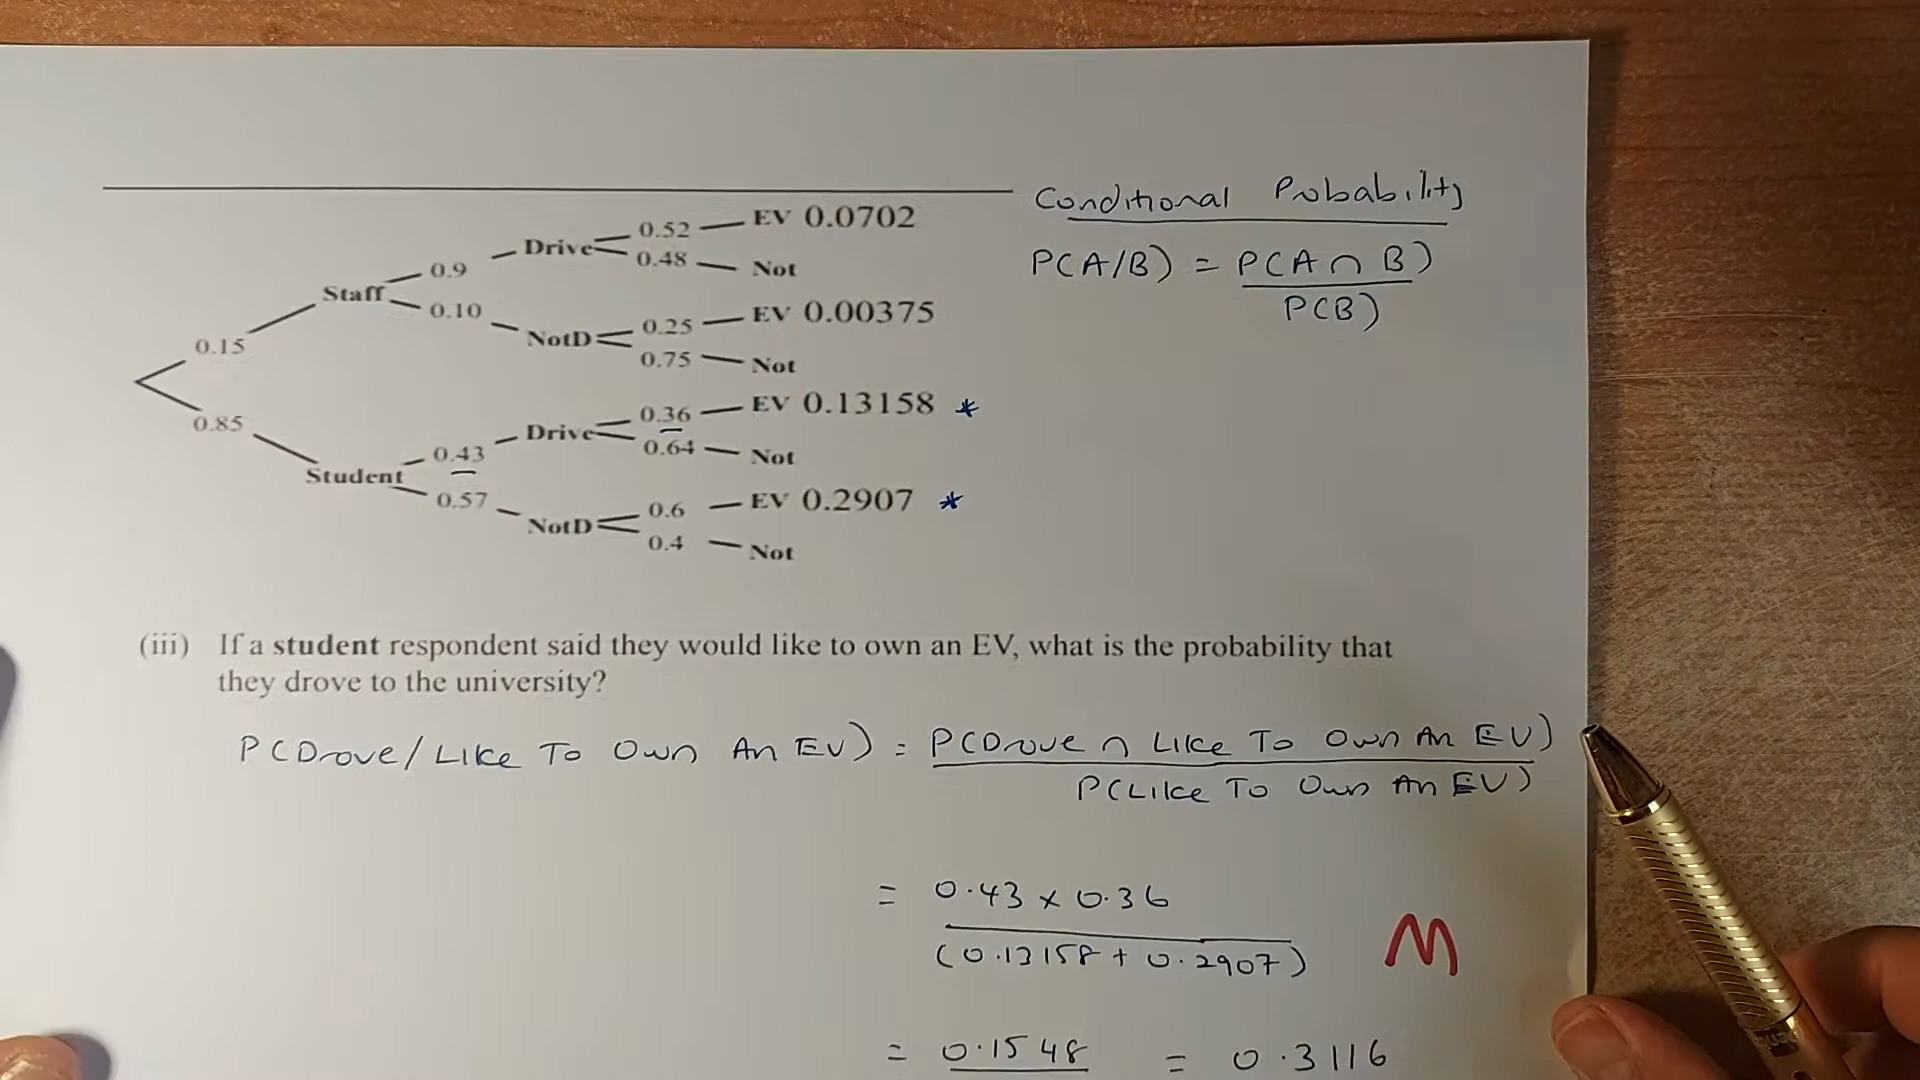 Conditional Probability
0.52 EV 0.0702
Drive
0.9 0.48 Not
Staff
0.10 0.25 EV 0.00375
NotD
0.15 0.75 Not
0.36 EV 0.13158 *
0.85 Drive
0.43 0.64 Not
Student
0.57 0.6 EV 0.2907 *
NotD
0.4 Not
P(A/B) = P(A ∩ B)
P(B)
(iii) If a student respondent said they would like to own an EV, what is the probability that
they drove to the university?
P(Drove/Like To Own An EV) = P(Drove ∩ Like To Own An EV)
P(Like To Own An EV)
= 0.43 x 0.36
(0.13158 + 0.2907) M
= 0.1548 = 0.3116